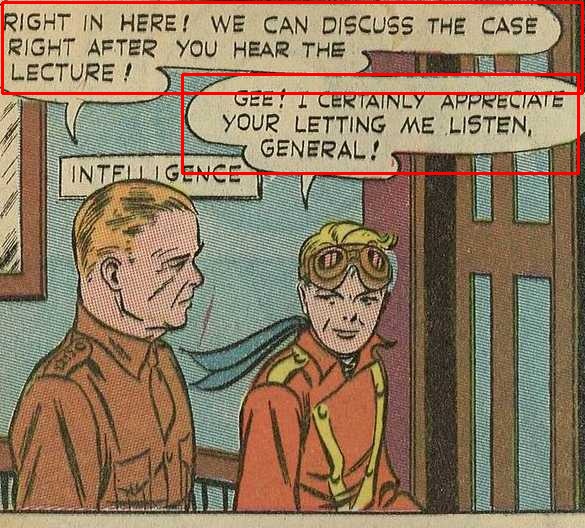 RIGHT IN HERE! WE CAN DISCUSS THE CASE
RIGHT AFTER YOU HEAR THE
LECTURE!
GEE! I CERTAINLY APPRECIATE
YOUR LETTING ME LISTEN,
GENERAL!
INTELLIGENCE